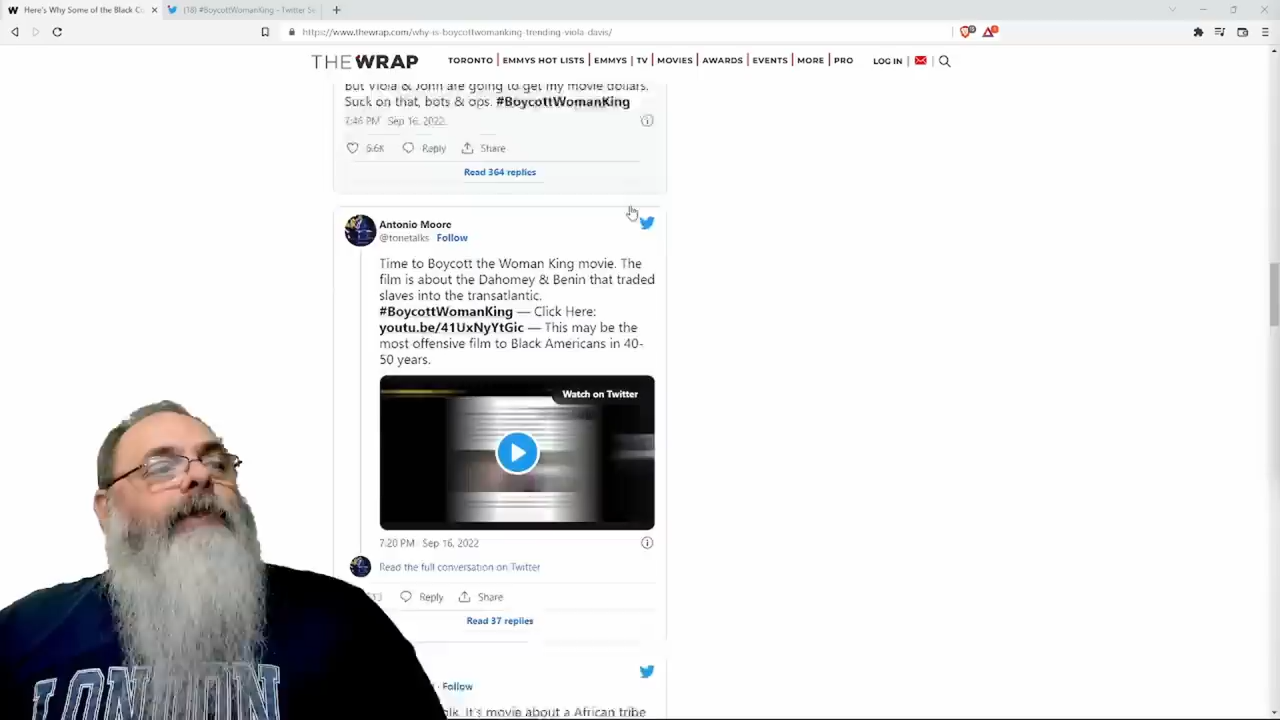 Here's Why Some of the Black Cu
(18) #BoycottWomanKing - Twitter Se
https://www.thewrap.com/why-is-boycottwomanking-trending-viola-davis/
THE WRAP
TORONTO EMMYS HOT LISTS EMMYS TV MOVIES AWARDS EVENTS MORE PRO
LOG IN
But Viola & John are going to get my movie dollars.
Suck on that, bots & ops. #BoycottWomanKing
7:46 PM · Sep 16, 2022
6.6K Reply Share
Read 364 replies
Antonio Moore
@tonetalks Follow
Time to Boycott the Woman King movie. The
film is about the Dahomey & Benin that traded
slaves into the transatlantic.
#BoycottWomanKing — Click Here:
youtu.be/41UxNyYtGic — This may be the
most offensive film to Black Americans in 40-
50 years.
Watch on Twitter
7:20 PM · Sep 16, 2022
Read the full conversation on Twitter
Reply Share
Read 37 replies
· Follow
lk. It's movie about a African tribe
LONDON